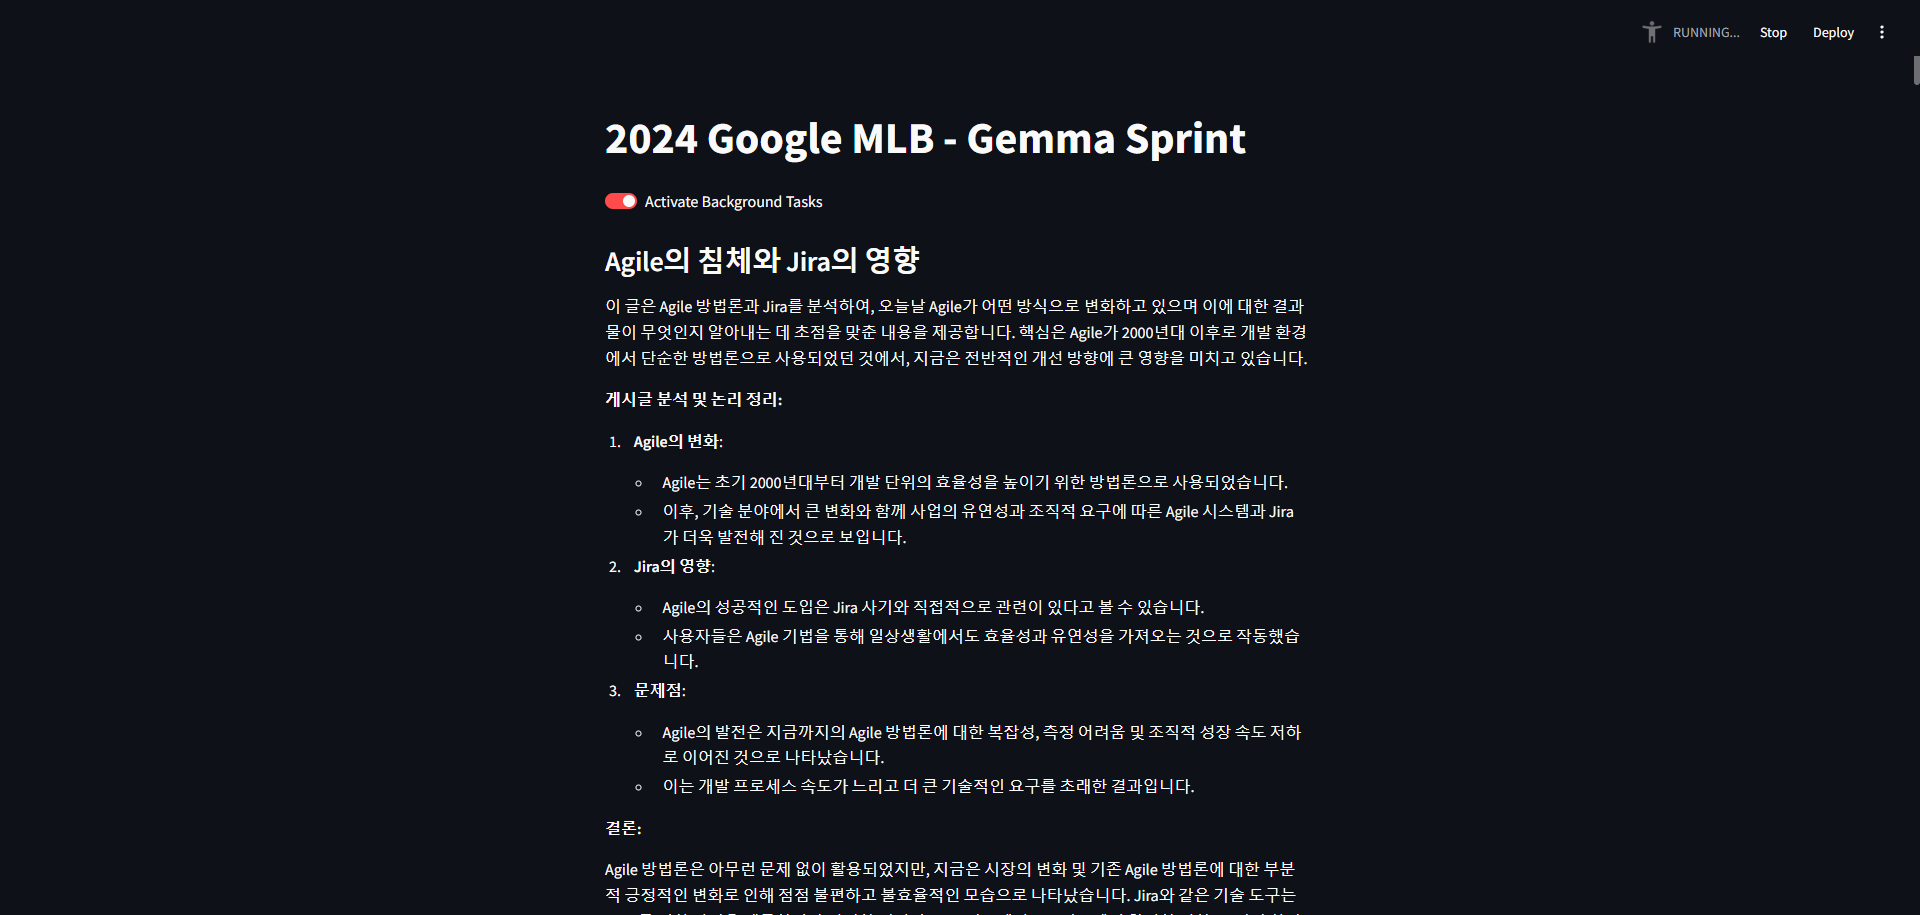 RUNNING...
Stop
Deploy
2024 Google MLB - Gemma Sprint
Activate Background Tasks
Agile의 침체와 Jira의 영향
이 글은 Agile 방법론과 Jira를 분석하여, 오늘날 Agile가 어떤 방식으로 변화하고 있으며 이에 대한 결과
물이 무엇인지 알아내는 데 초점을 맞춘 내용을 제공합니다. 핵심은 Agile가 2000년대 이후로 개발 환경
에서 단순한 방법론으로 사용되었던 것에서, 지금은 전반적인 개선 방향에 큰 영향을 미치고 있습니다.
게시글 분석 및 논리 정리:
1. Agile의 변화:
Agile는 초기 2000년대부터 개발 단위의 효율성을 높이기 위한 방법론으로 사용되었습니다.
이후, 기술 분야에서 큰 변화와 함께 사업의 유연성과 조직적 요구에 따른 Agile 시스템과 Jira
가 더욱 발전해 진 것으로 보입니다.
2. Jira의 영향:
Agile의 성공적인 도입은 Jira 사기와 직접적으로 관련이 있다고 볼 수 있습니다.
사용자들은 Agile 기법을 통해 일상생활에서도 효율성과 유연성을 가져오는 것으로 작동했습
니다.
3. 문제점:
Agile의 발전은 지금까지의 Agile 방법론에 대한 복잡성, 측정 어려움 및 조직적 성장 속도 저하
로 이어진 것으로 나타났습니다.
이는 개발 프로세스 속도가 느리고 더 큰 기술적인 요구를 초래한 결과입니다.
결론:
Agile 방법론은 아무런 문제 없이 활용되었지만, 지금은 시장의 변화 및 기존 Agile 방법론에 대한 부분
적 긍정적인 변화로 인해 점점 불편하고 불효율적인 모습으로 나타났습니다. Jira와 같은 기술 도구는